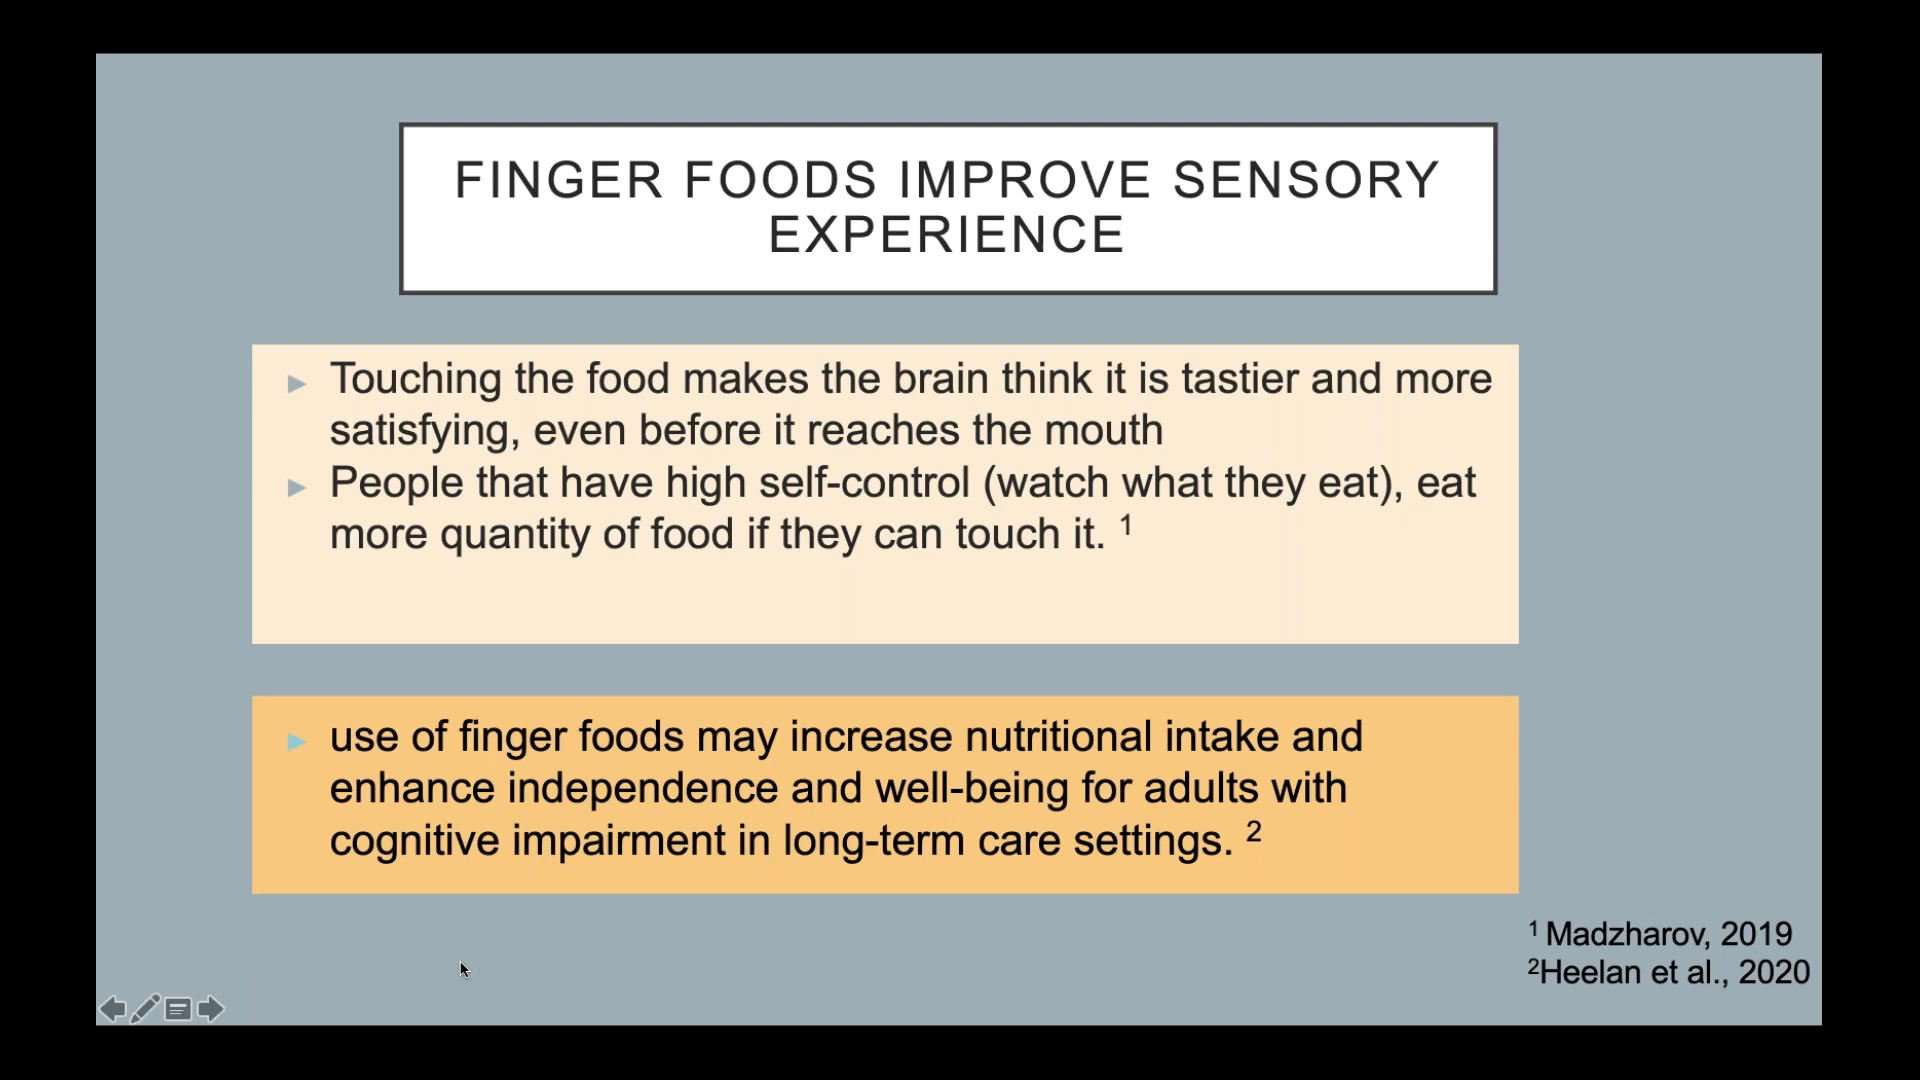 FINGER FOODS IMPROVE SENSORY
EXPERIENCE
Touching the food makes the brain think it is tastier and more
satisfying, even before it reaches the mouth
People that have high self-control (watch what they eat), eat
more quantity of food if they can touch it. 1
use of finger foods may increase nutritional intake and
enhance independence and well-being for adults with
cognitive impairment in long-term care settings. 2
1 Madzharov, 2019
2Heelan et al., 2020